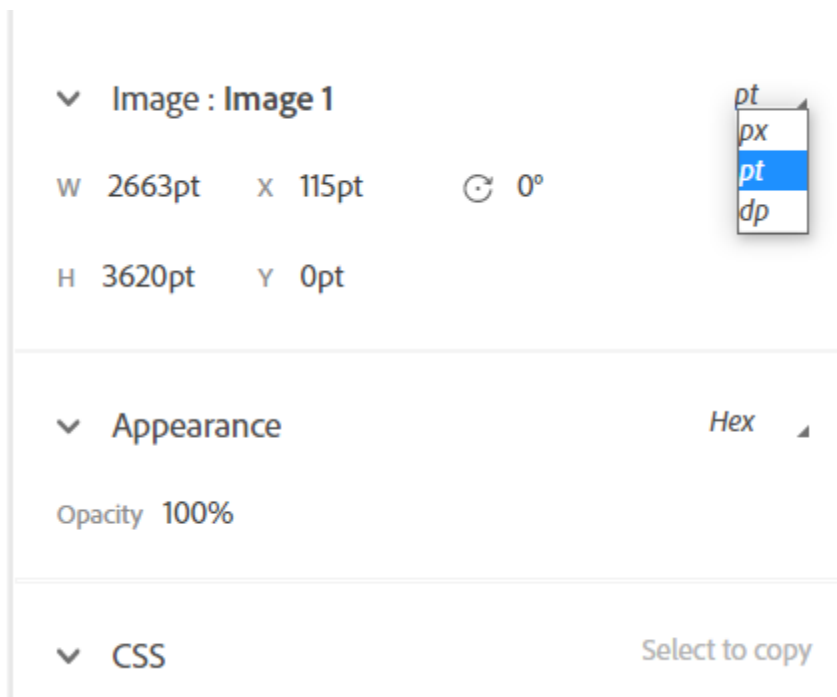 Image : Image 1 pt
px
W 2663pt X 115pt 0° pt
dp
H 3620pt Y 0pt
Appearance Hex
Opacity 100%
CSS Select to copy